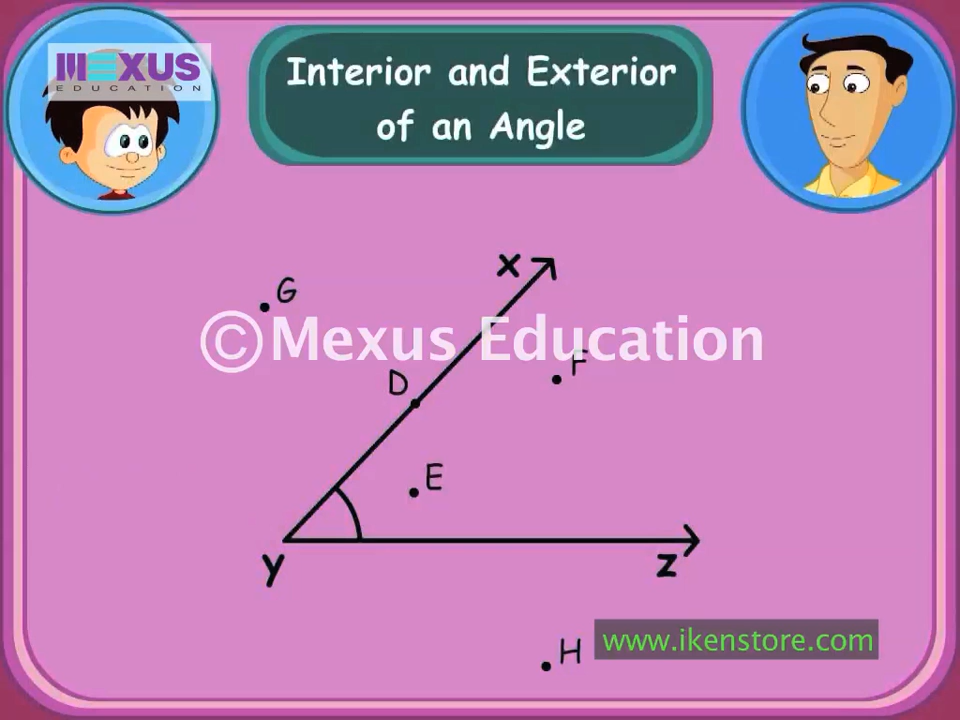 MEXUS
EDUCATION
Interior and Exterior
of an Angle
G
x
©Mexus Education
F
D
E
y
z
H
www.ikenstore.com